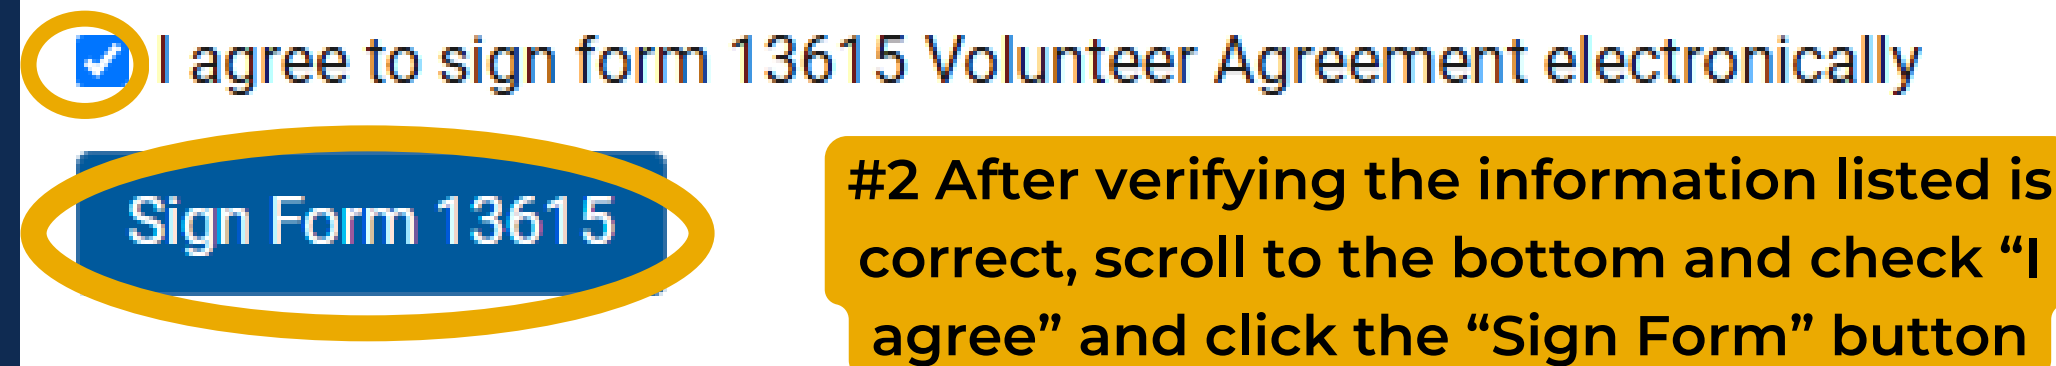 I agree to sign form 13615 Volunteer Agreement electronically
Sign Form 13615
#2 After verifying the information listed is
correct, scroll to the bottom and check “I
agree” and click the “Sign Form” button